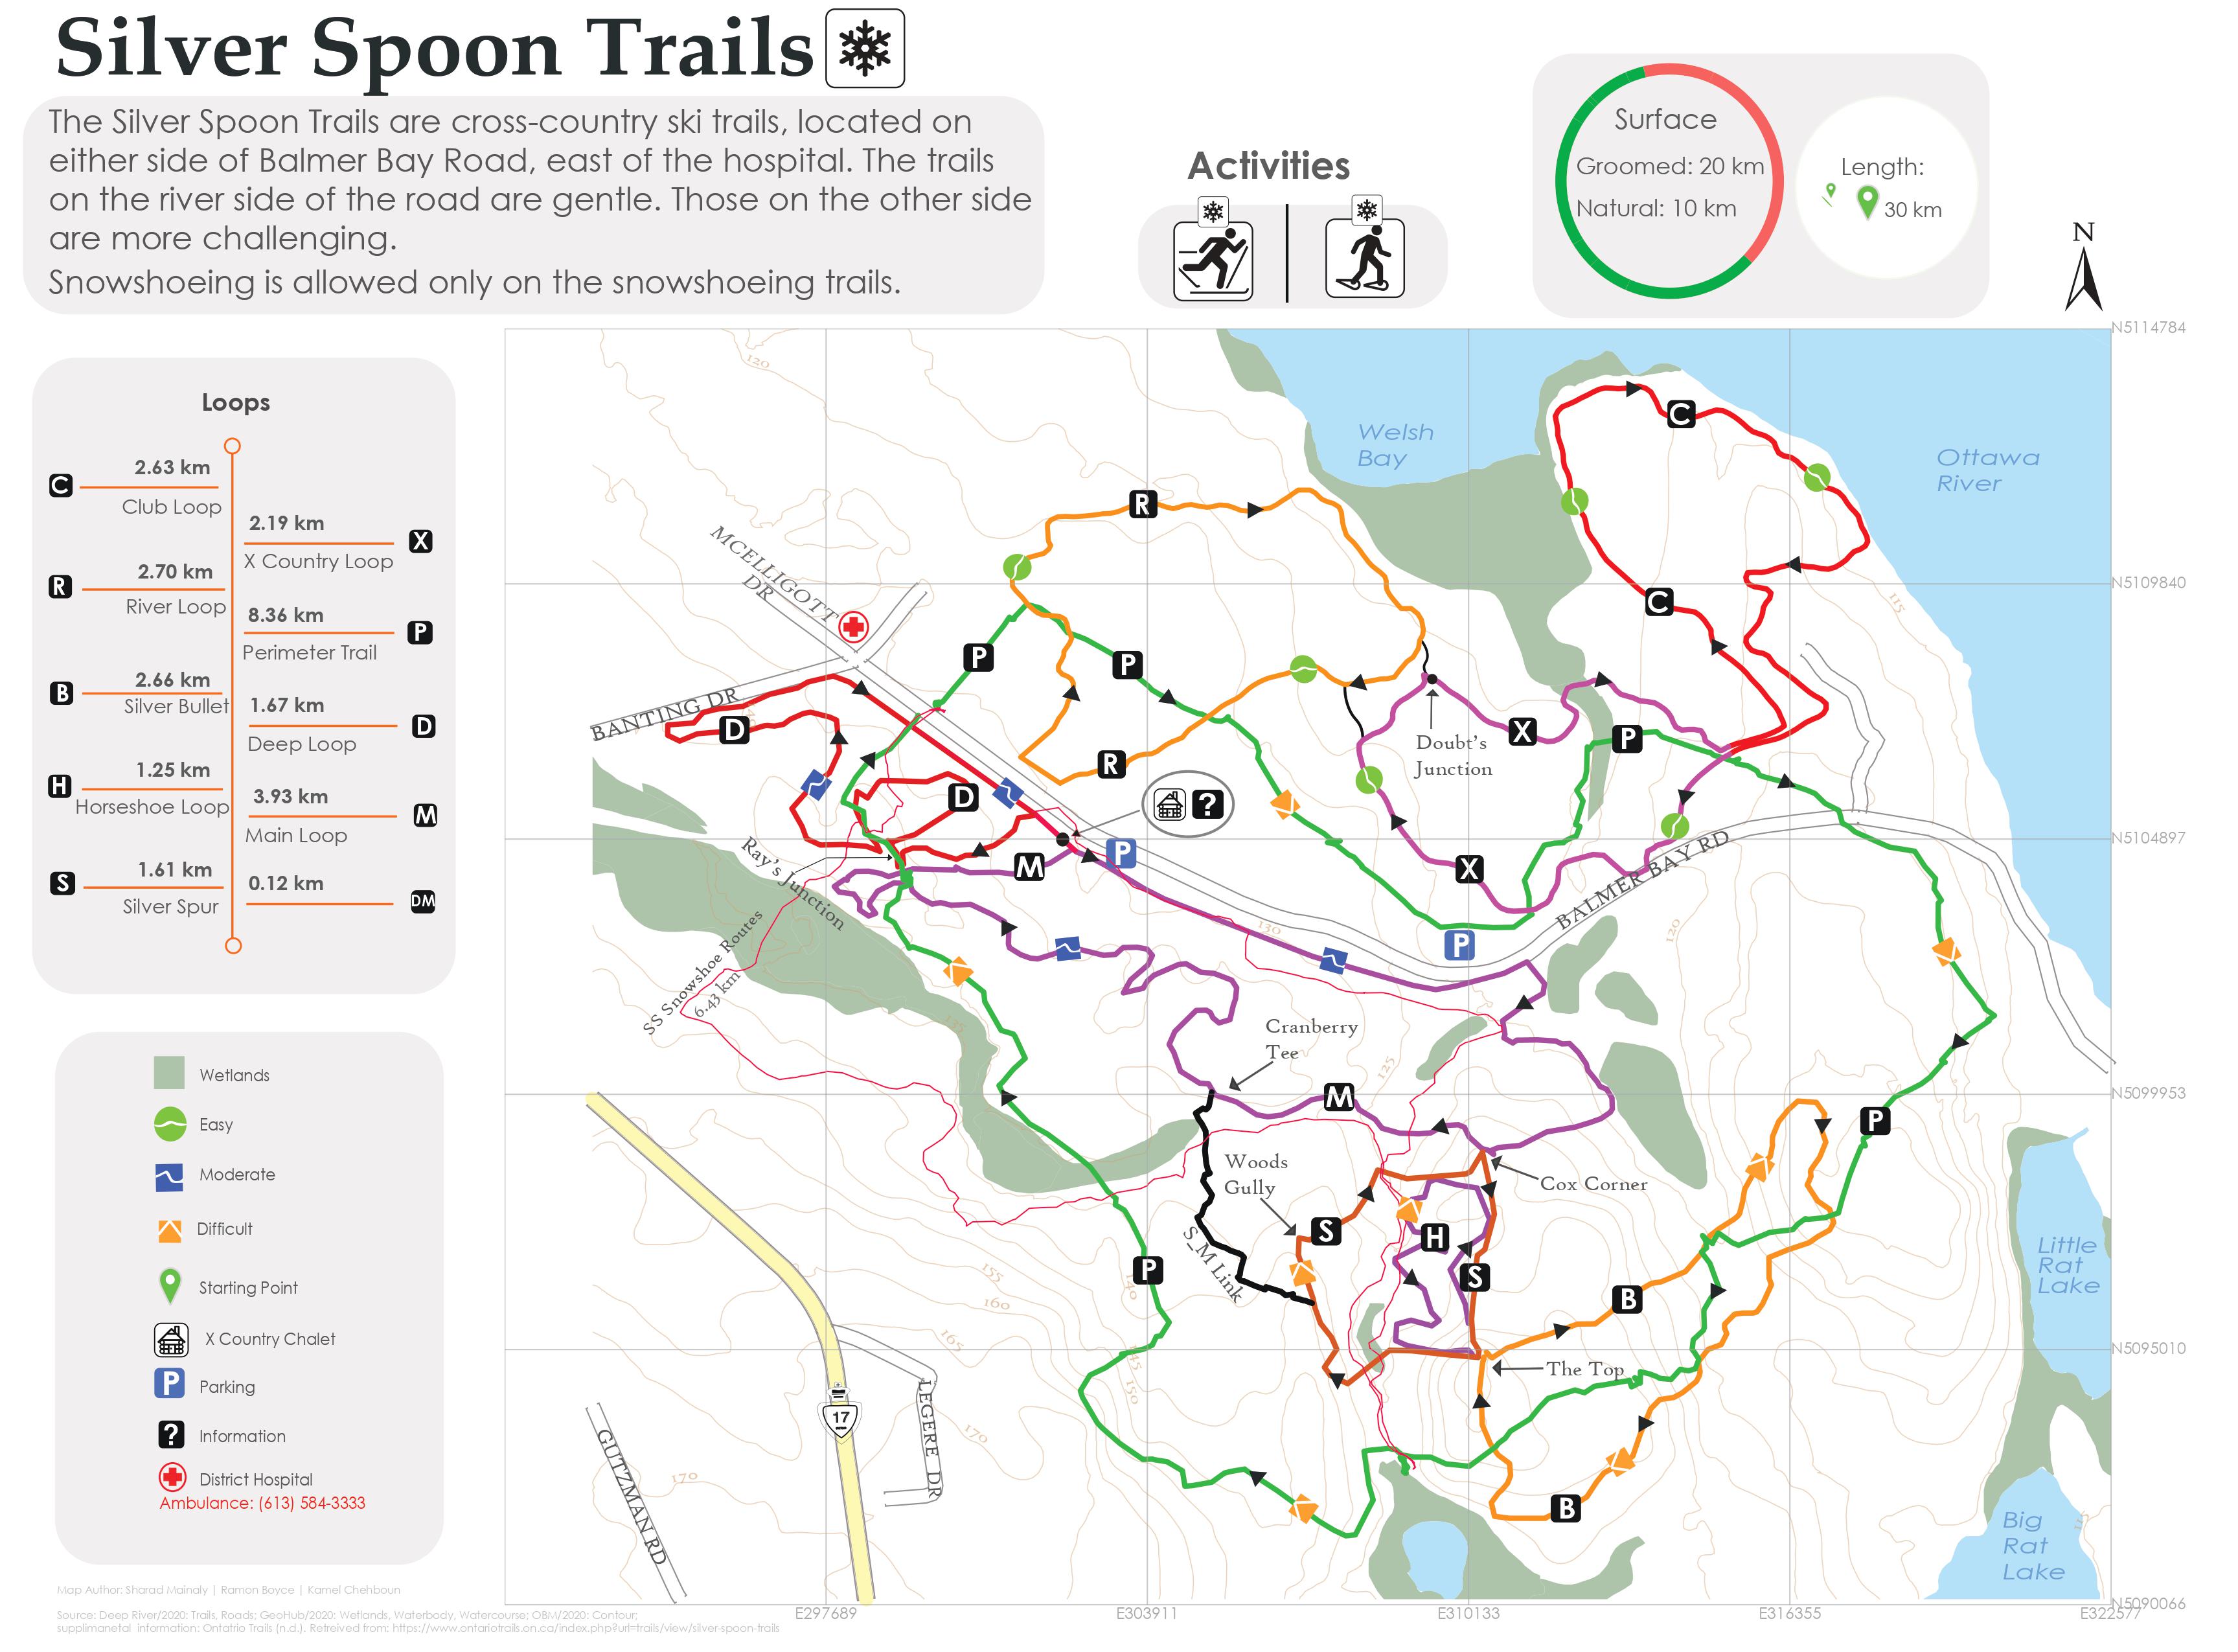 Silver Spoon Trails
The Silver Spoon Trails are cross-country ski trails, located on
either side of Balmer Bay Road, east of the hospital. The trails
on the river side of the road are gentle. Those on the other side
are more challenging.
Snowshoeing is allowed only on the snowshoeing trails.
Activities
Surface
Groomed: 20 km
Natural: 10 km
Length:
30 km
N
Loops
C
2.63 km
Club Loop
2.19 km
X Country Loop
X
R
2.70 km
River Loop
8.36 km
Perimeter Trail
P
B
2.66 km
Silver Bullet
1.67 km
Deep Loop
D
H
1.25 km
Horseshoe Loop
3.93 km
Main Loop
M
S
1.61 km
Silver Spur
0.12 km
DM
Wetlands
Easy
Moderate
Difficult
Starting Point
X Country Chalet
P
Parking
?
Information
District Hospital
Ambulance: (613) 584-3333
Map Author: Sharad Mainaly | Ramon Boyce | Kamel Chehboun
Source: Deep River/2020: Trails, Roads; GeoHub/2020: Wetlands, Waterbody, Watercourse; OBM/2020: Contour;
supplimanetal information: Ontatrio Trails (n.d.). Retreived from: https://www.ontariotrails.on.ca/index.php?url=trails/view/silver-spoon-trails
N5114784
120
Welsh
Bay
C
Ottawa
River
R
MCELLIGOTT
DR
N5109840
C
115
P
P
BANTING DR
D
X
P
Doubt's
Junction
R
D
?
BALMER BAY RD
N5104897
Ray's Junction
M
P
X
130
120
P
SS Snowshoe Routes
6.43 km
Cranberry
Tee
125
N5099953
M
P
Woods
Gully
Cox Corner
S
H
S_M Link
P
S
B
Little
Rat
Lake
155
160
165
140
145
150
N5095010
The Top
17
LEGERE DR
170
170
GUTZMAN RD
B
Big
Rat
Lake
N5090066
E297689
E303911
E310133
E316355
E322577